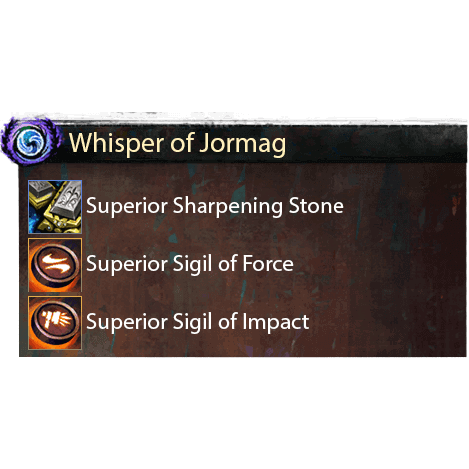 Whisper of Jormag
Superior Sharpening Stone
Superior Sigil of Force
Superior Sigil of Impact